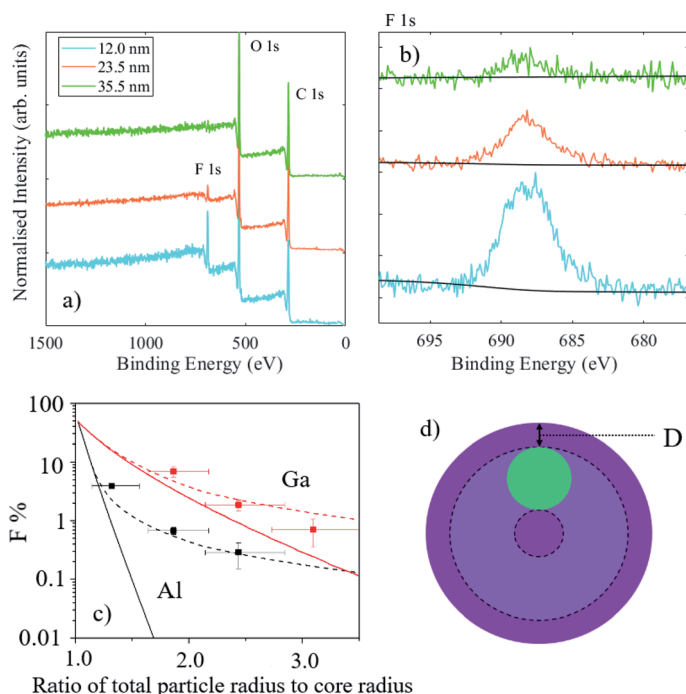 12.0 nm
23.5 nm
35.5 nm
O 1s
C 1s
F 1s
a)
Normalised Intensity (arb. units)
1500 1000 500 0
Binding Energy (eV)
F 1s
b)
695 690 685 680
Binding Energy (eV)
100
10
1
0.1
0.01
F %
Ga
Al
c)
1.0 2.0 3.0
Ratio of total particle radius to core radius
d)
D